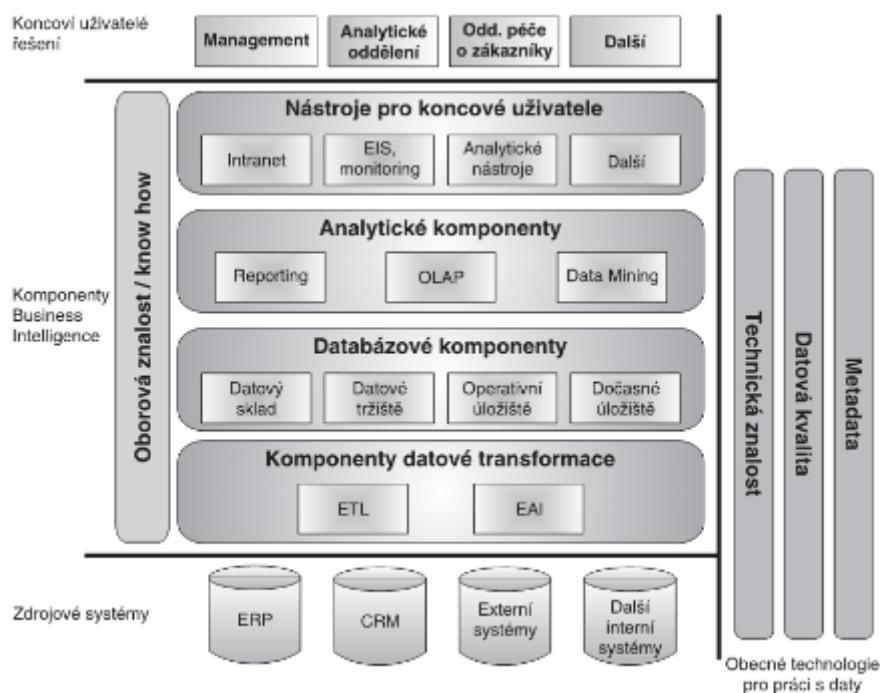 Koncoví uživatelé
řešení
Management
Analytické
oddělení
Odd. péče
o zákazníky
Další
Nástroje pro koncové uživatele
Intranet
EIS,
monitoring
Analytické
nástroje
Další
Analytické komponenty
Reporting
OLAP
Data Mining
Komponenty
Business
Intelligence
Oborová znalost / know how
Databázové komponenty
Datový
sklad
Datové
tržiště
Operativní
úložiště
Dočasné
úložiště
Komponenty datové transformace
ETL
EAI
Zdrojové systémy
ERP
CRM
Externí
systémy
Další
interní
systémy
Technická znalost
Datová kvalita
Metadata
Obecné technologie
pro práci s daty